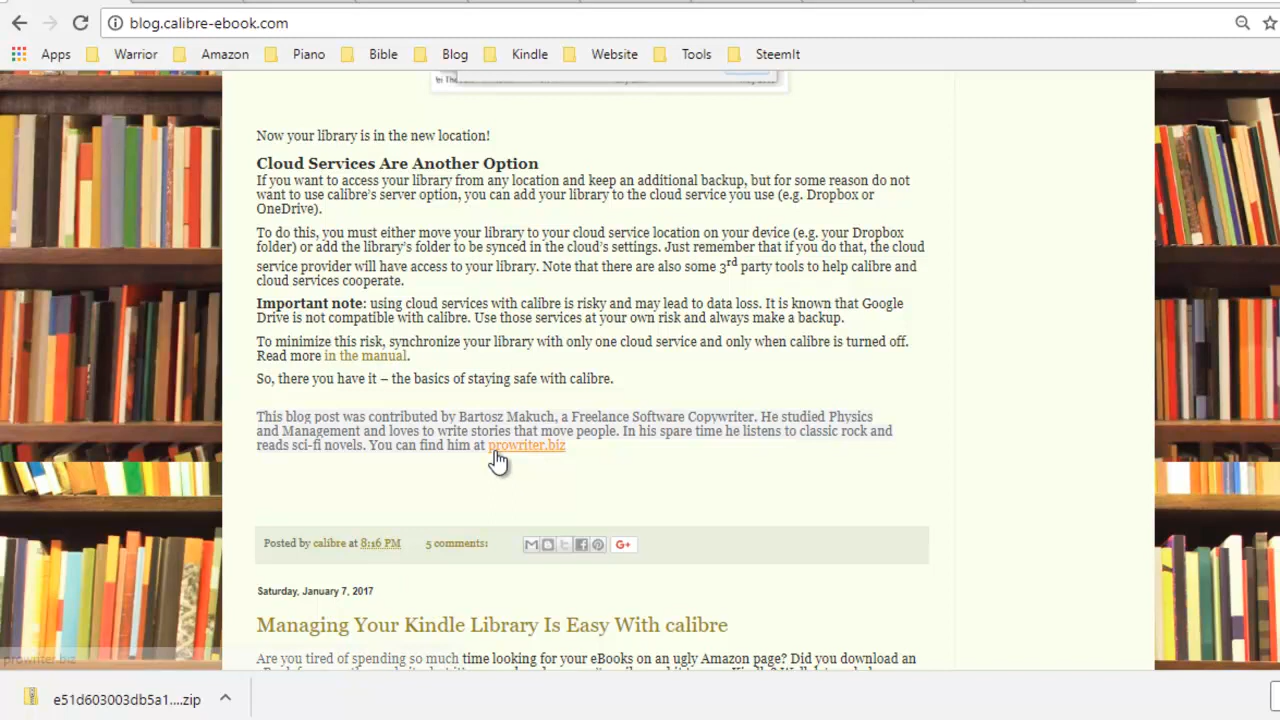 blog.calibre-ebook.com
Apps Warrior Amazon Piano Bible Blog Kindle Website Tools SteemIt
Now your library is in the new location!
Cloud Services Are Another Option
If you want to access your library from any location and keep an additional backup, but for some reason do not
want to use calibre's server option, you can add your library to the cloud service you use (e.g. Dropbox or
OneDrive).
To do this, you must either move your library to your cloud service location on your device (e.g. your Dropbox
folder) or add the library's folder to be synced in the cloud's settings. Just remember that if you do that, the cloud
service provider will have access to your library. Note that there are also some 3rd party tools to help calibre and
cloud services cooperate.
Important note: using cloud services with calibre is risky and may lead to data loss. It is known that Google
Drive is not compatible with calibre. Use those services at your own risk and always make a backup.
To minimize this risk, synchronize your library with only one cloud service and only when calibre is turned off.
Read more in the manual.
So, there you have it – the basics of staying safe with calibre.
This blog post was contributed by Bartosz Makuch, a Freelance Software Copywriter. He studied Physics
and Management and loves to write stories that move people. In his spare time he listens to classic rock and
reads sci-fi novels. You can find him at prowriter.biz
Posted by calibre at 8:16 PM 5 comments:
G+
Saturday, January 7, 2017
Managing Your Kindle Library Is Easy With calibre
Are you tired of spending so much time looking for your eBooks on an ugly Amazon page? Did you download an
prowriter.biz
e51d603003db5a1....zip